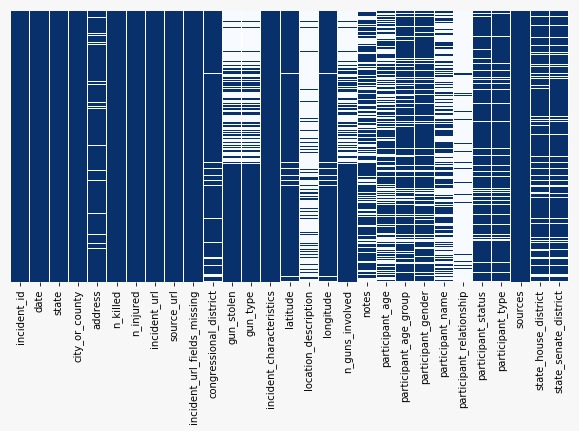 incident_id
date
state
city_or_county
address
n_killed
n_injured
incident_url
source_url
incident_url_fields_missing
congressional_district
gun_stolen
gun_type
incident_characteristics
latitude
location_description
longitude
n_guns_involved
notes
participant_age
participant_age_group
participant_gender
participant_name
participant_relationship
participant_status
participant_type
sources
state_house_district
state_senate_district